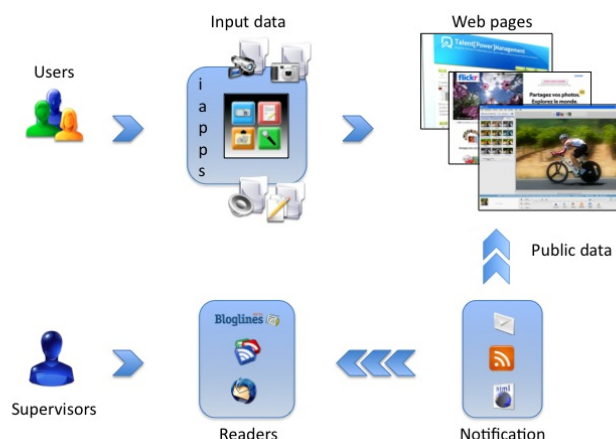 Input data
Web pages
Users
i
a
p
p
s
Talent[Power]Management
flickr
Partagez vos photos.
Explorez le monde.
Public data
Bloglines
Supervisors
Readers
Notification